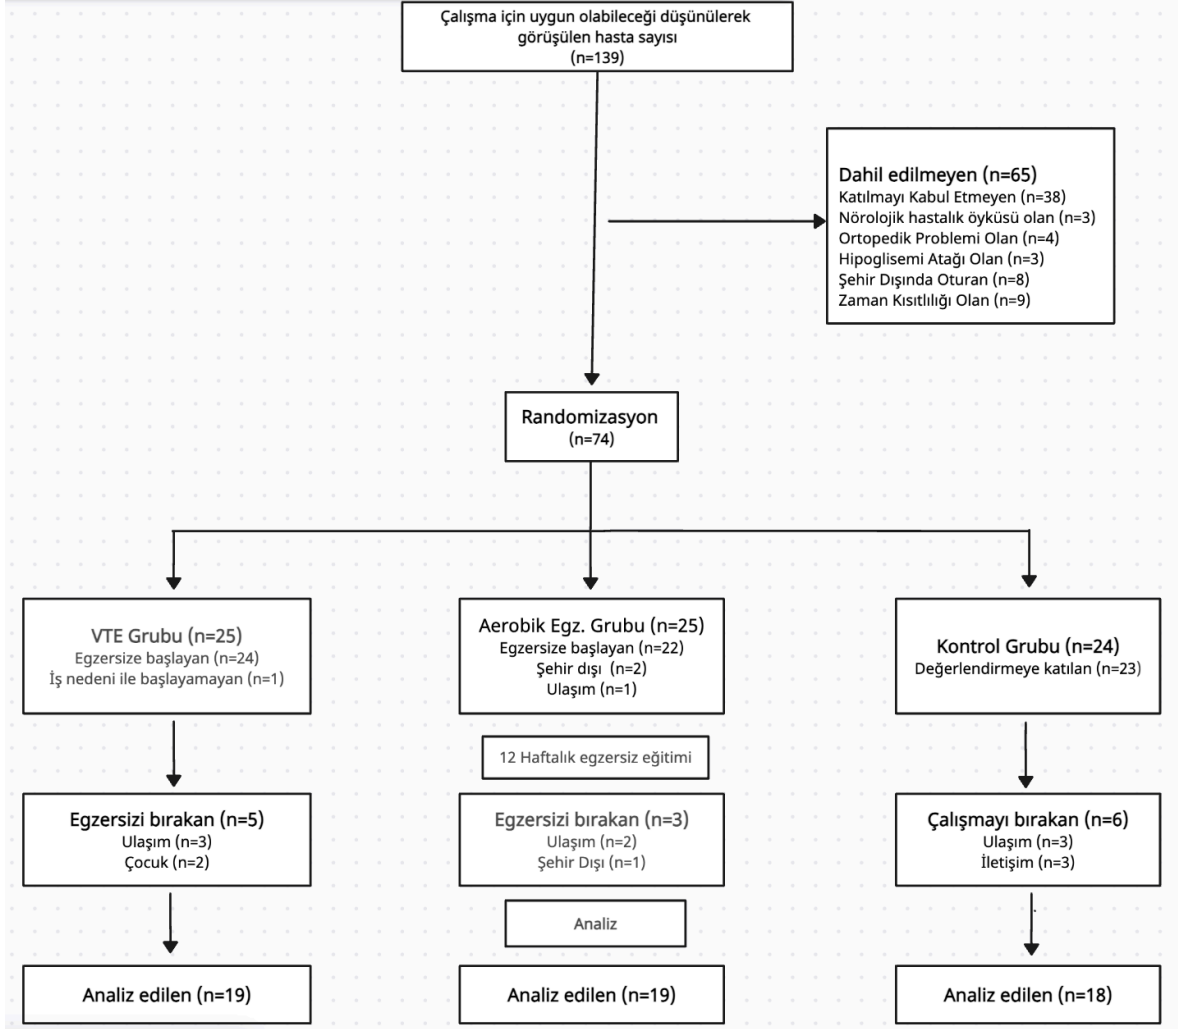 Çalışma için uygun olabileceği düşünülerek
görüşülen hasta sayısı
(n=139)
Dahil edilmeyen (n=65)
Katılmayı Kabul Etmeyen (n=38)
Nörolojik hastalık öyküsü olan (n=3)
Ortopedik Problemi Olan (n=4)
Hipoglisemi Atağı Olan (n=3)
Şehir Dışında Oturan (n=8)
Zaman Kısıtlılığı Olan (n=9)
Randomizasyon
(n=74)
VTE Grubu (n=25)
Egzersize başlayan (n=24)
İş nedeni ile başlayamayan (n=1)
Aerobik Egz. Grubu (n=25)
Egzersize başlayan (n=22)
Şehir dışı (n=2)
Ulaşım (n=1)
Kontrol Grubu (n=24)
Değerlendirmeye katılan (n=23)
12 Haftalık egzersiz eğitimi
Egzersizi bırakan (n=5)
Ulaşım (n=3)
Çocuk (n=2)
Egzersizi bırakan (n=3)
Ulaşım (n=2)
Şehir Dışı (n=1)
Çalışmayı bırakan (n=6)
Ulaşım (n=3)
İletişim (n=3)
Analiz
Analiz edilen (n=19)
Analiz edilen (n=19)
Analiz edilen (n=18)